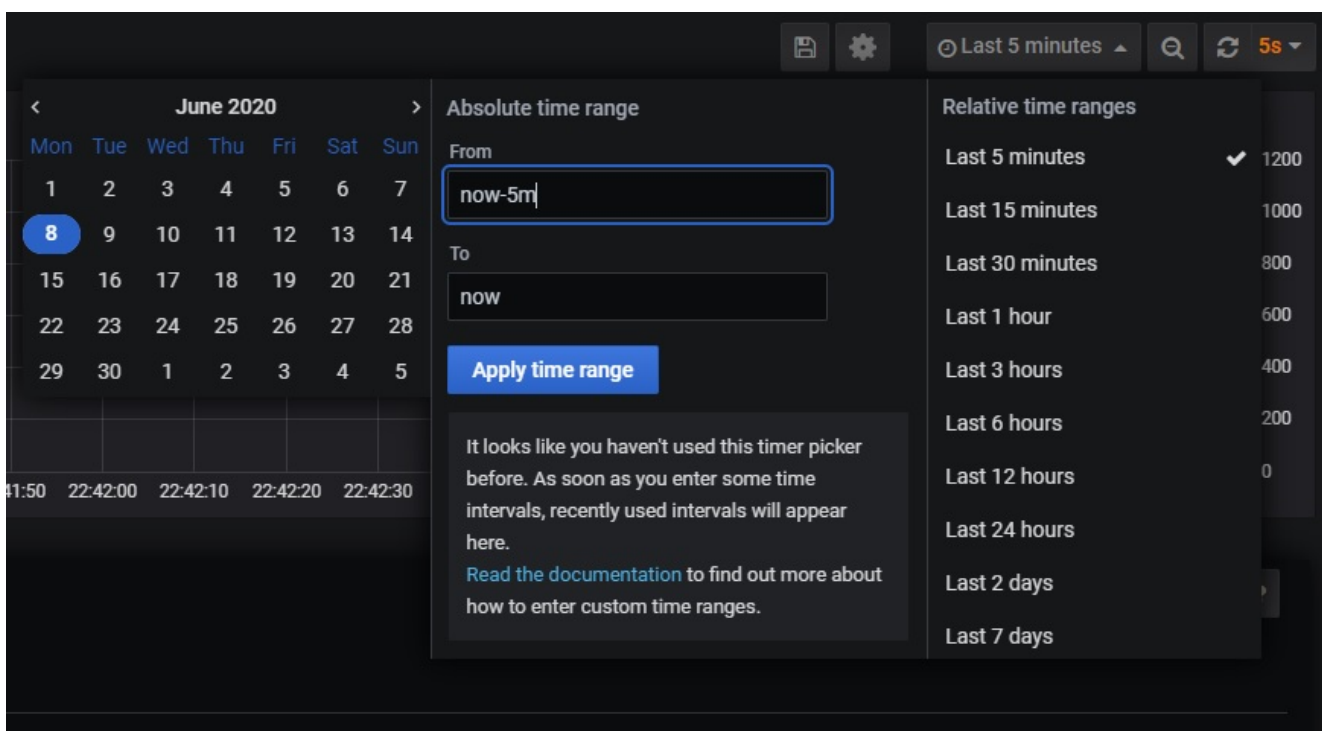 Last 5 minutes
5s
June 2020
Mon Tue Wed Thu Fri Sat Sun
1 2 3 4 5 6 7
8 9 10 11 12 13 14
15 16 17 18 19 20 21
22 23 24 25 26 27 28
29 30 1 2 3 4 5
Absolute time range
From
now-5m
To
now
Apply time range
It looks like you haven't used this timer picker
before. As soon as you enter some time
intervals, recently used intervals will appear
here.
Read the documentation to find out more about
how to enter custom time ranges.
Relative time ranges
Last 5 minutes
Last 15 minutes
Last 30 minutes
Last 1 hour
Last 3 hours
Last 6 hours
Last 12 hours
Last 24 hours
Last 2 days
Last 7 days
1200
1000
800
600
400
200
0
41:50 22:42:00 22:42:10 22:42:20 22:42:30